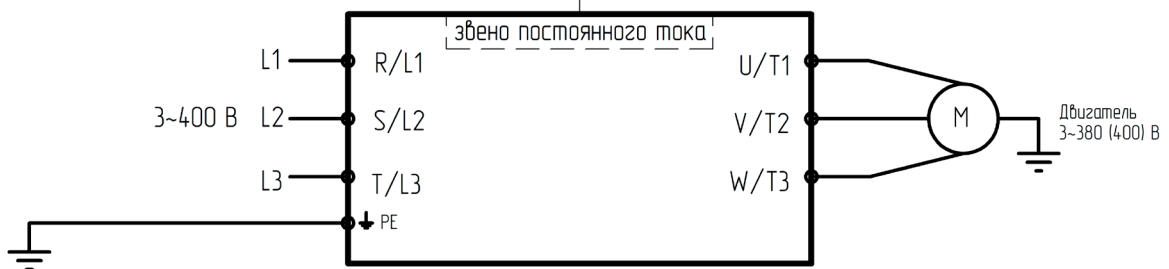 звено постоянного тока
L1
R/L1
U/T1
3~400 В
L2
S/L2
V/T2
M
Двигатель
3~380 (400) В
L3
T/L3
W/T3
PE